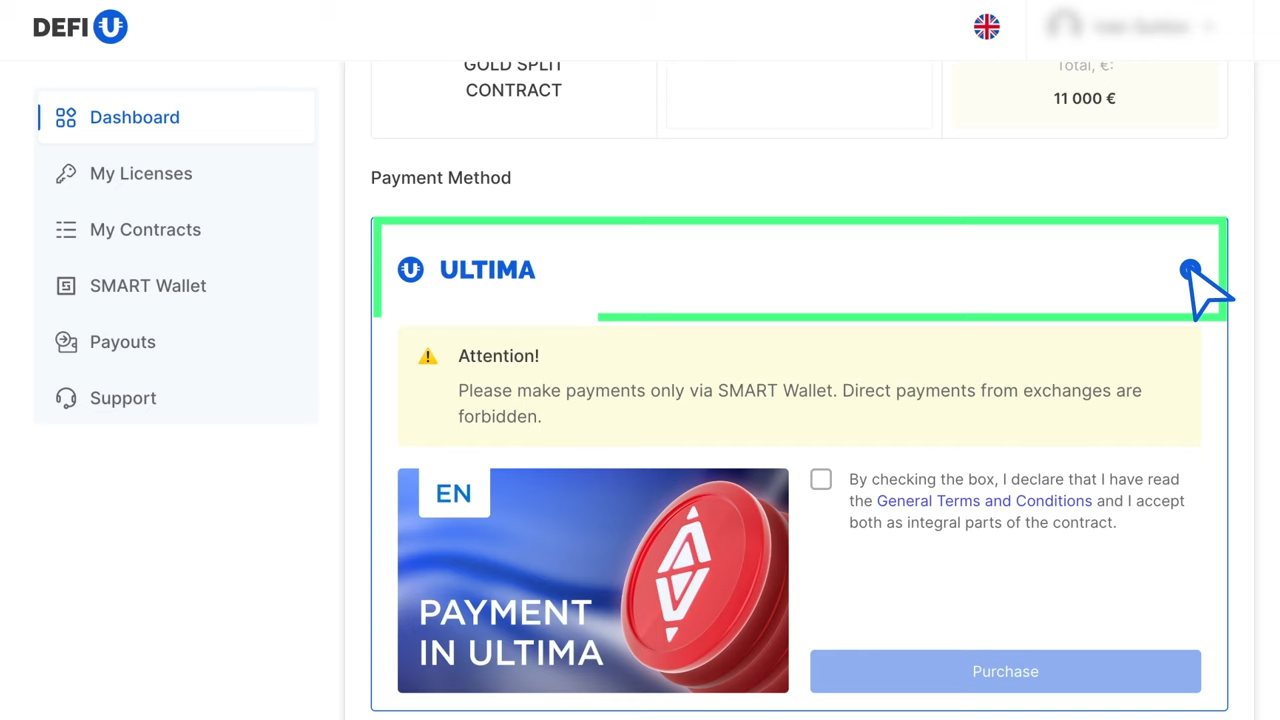 DEFI U
GOLD SPLIT
CONTRACT
Total, €:
11 000 €
Dashboard
My Licenses
My Contracts
SMART Wallet
Payouts
Support
Payment Method
ULTIMA
Attention!
Please make payments only via SMART Wallet. Direct payments from exchanges are
forbidden.
EN
PAYMENT
IN ULTIMA
By checking the box, I declare that I have read
the General Terms and Conditions and I accept
both as integral parts of the contract.
Purchase